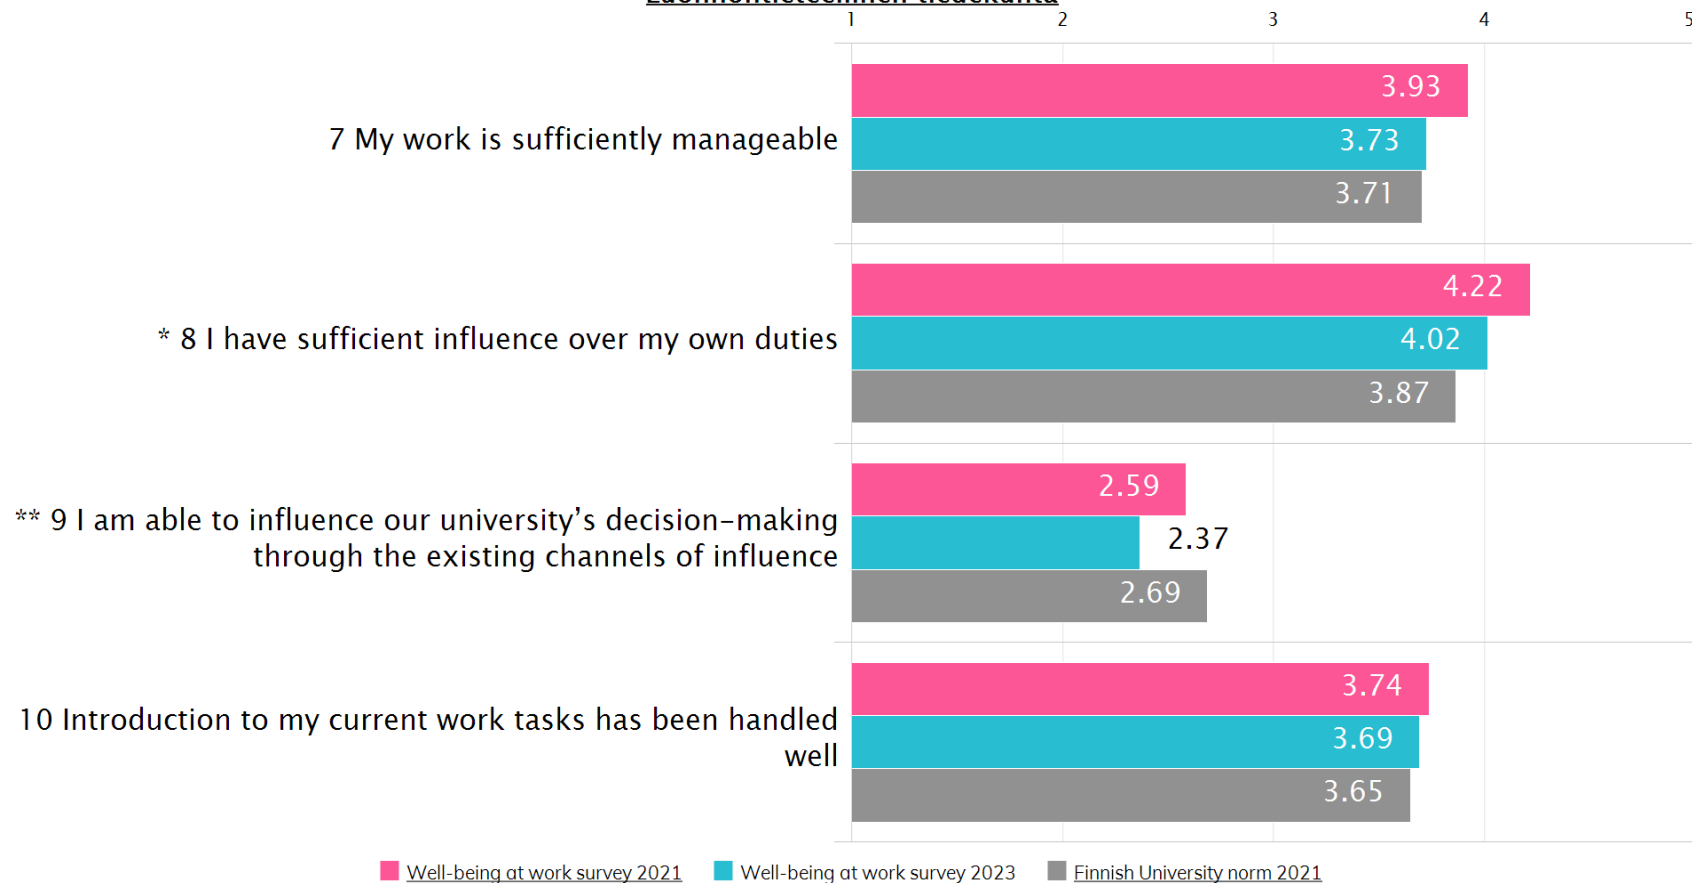 1 2 3 4 5
3.93
7 My work is sufficiently manageable
3.73
3.71
4.22
* 8 I have sufficient influence over my own duties
4.02
3.87
2.59
** 9 I am able to influence our university’s decision-making
through the existing channels of influence
2.37
2.69
3.74
10 Introduction to my current work tasks has been handled
well
3.69
3.65
Well-being at work survey 2021 Well-being at work survey 2023 Finnish University norm 2021